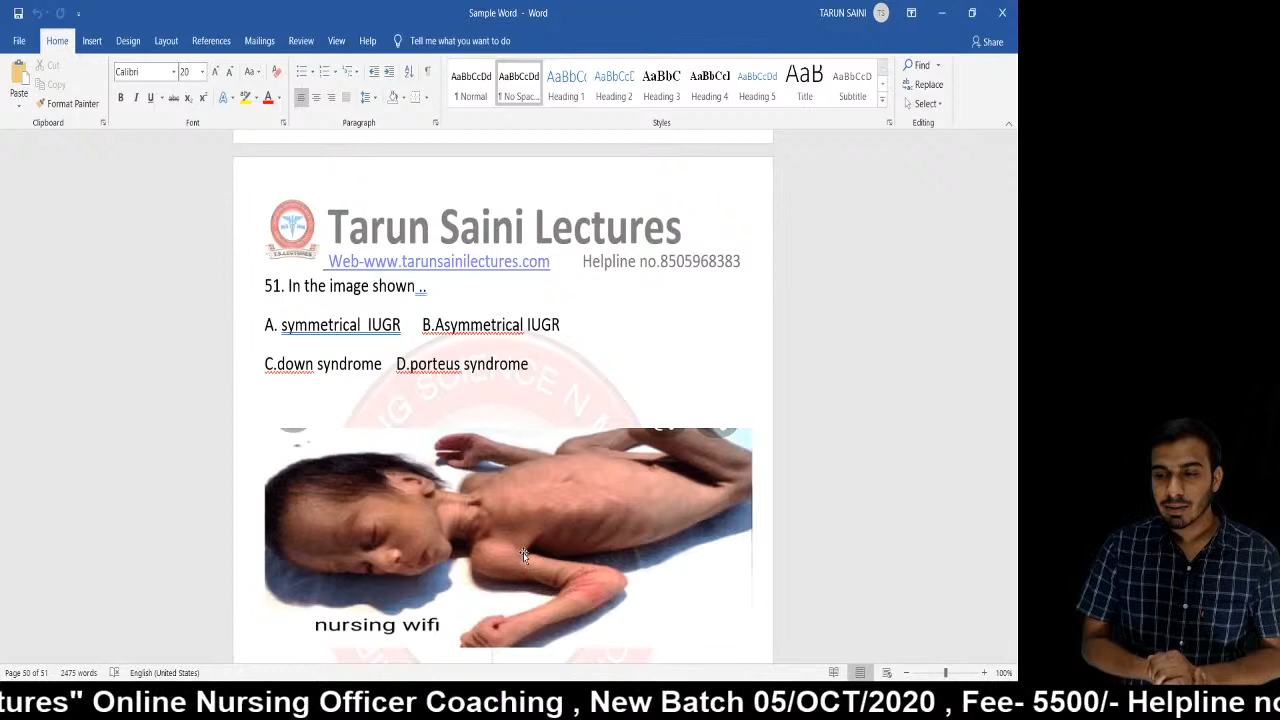 Sample Word - Word
TARUN SAINI TS
File Home Insert Design Layout References Mailings Review View Help Tell me what you want to do Share
Paste
Cut
Copy
Format Painter
Calibri 20
AaBbCcDd AaBbCcDd AaBbCc AaBbCcD AaBbC AaBbCcI AaBbCcD AaB AaBbCcD
¶ Normal ¶ No Spac... Heading 1 Heading 2 Heading 3 Heading 4 Heading 5 Title Subtitle
Find
Replace
Select
Clipboard Font Paragraph Styles Editing
Tarun Saini Lectures
Web-www.tarunsainilectures.com Helpline no.8505968383
51. In the image shown ..
A. symmetrical IUGR B.Asymmetrical IUGR
C.down syndrome D.porteus syndrome
nursing wifi
Page 50 of 51 2475 words English (United States) 100%
tures" Online Nursing Officer Coaching , New Batch 05/OCT/2020 , Fee- 5500/- Helpline no